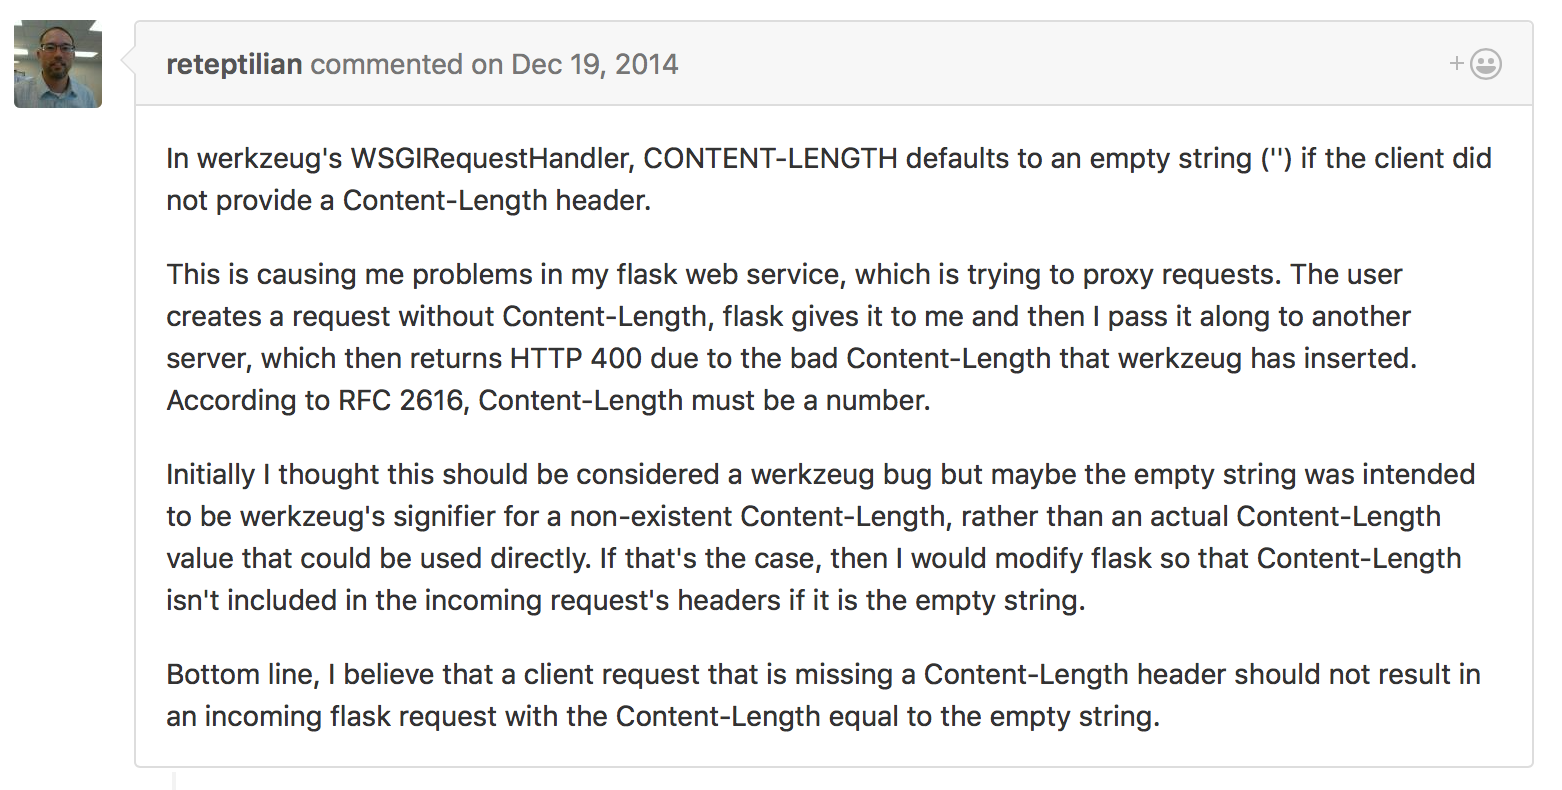 reteptilian commented on Dec 19, 2014
In werkzeug's WSGIRequestHandler, CONTENT-LENGTH defaults to an empty string ('') if the client did
not provide a Content-Length header.
This is causing me problems in my flask web service, which is trying to proxy requests. The user
creates a request without Content-Length, flask gives it to me and then I pass it along to another
server, which then returns HTTP 400 due to the bad Content-Length that werkzeug has inserted.
According to RFC 2616, Content-Length must be a number.
Initially I thought this should be considered a werkzeug bug but maybe the empty string was intended
to be werkzeug's signifier for a non-existent Content-Length, rather than an actual Content-Length
value that could be used directly. If that's the case, then I would modify flask so that Content-Length
isn't included in the incoming request's headers if it is the empty string.
Bottom line, I believe that a client request that is missing a Content-Length header should not result in
an incoming flask request with the Content-Length equal to the empty string.